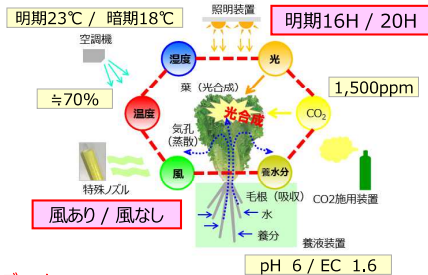 明期23℃ / 暗期18℃
照明装置
明期16H / 20H
空調機
湿度
光
葉（光合成）
≒70%
温度
光合成
CO₂
1,500ppm
気孔
（蒸散）
特殊ノズル
風
養水分
毛根（吸収）
CO2施用装置
風あり / 風なし
水
養分
養液装置
pH 6 / EC 1.6